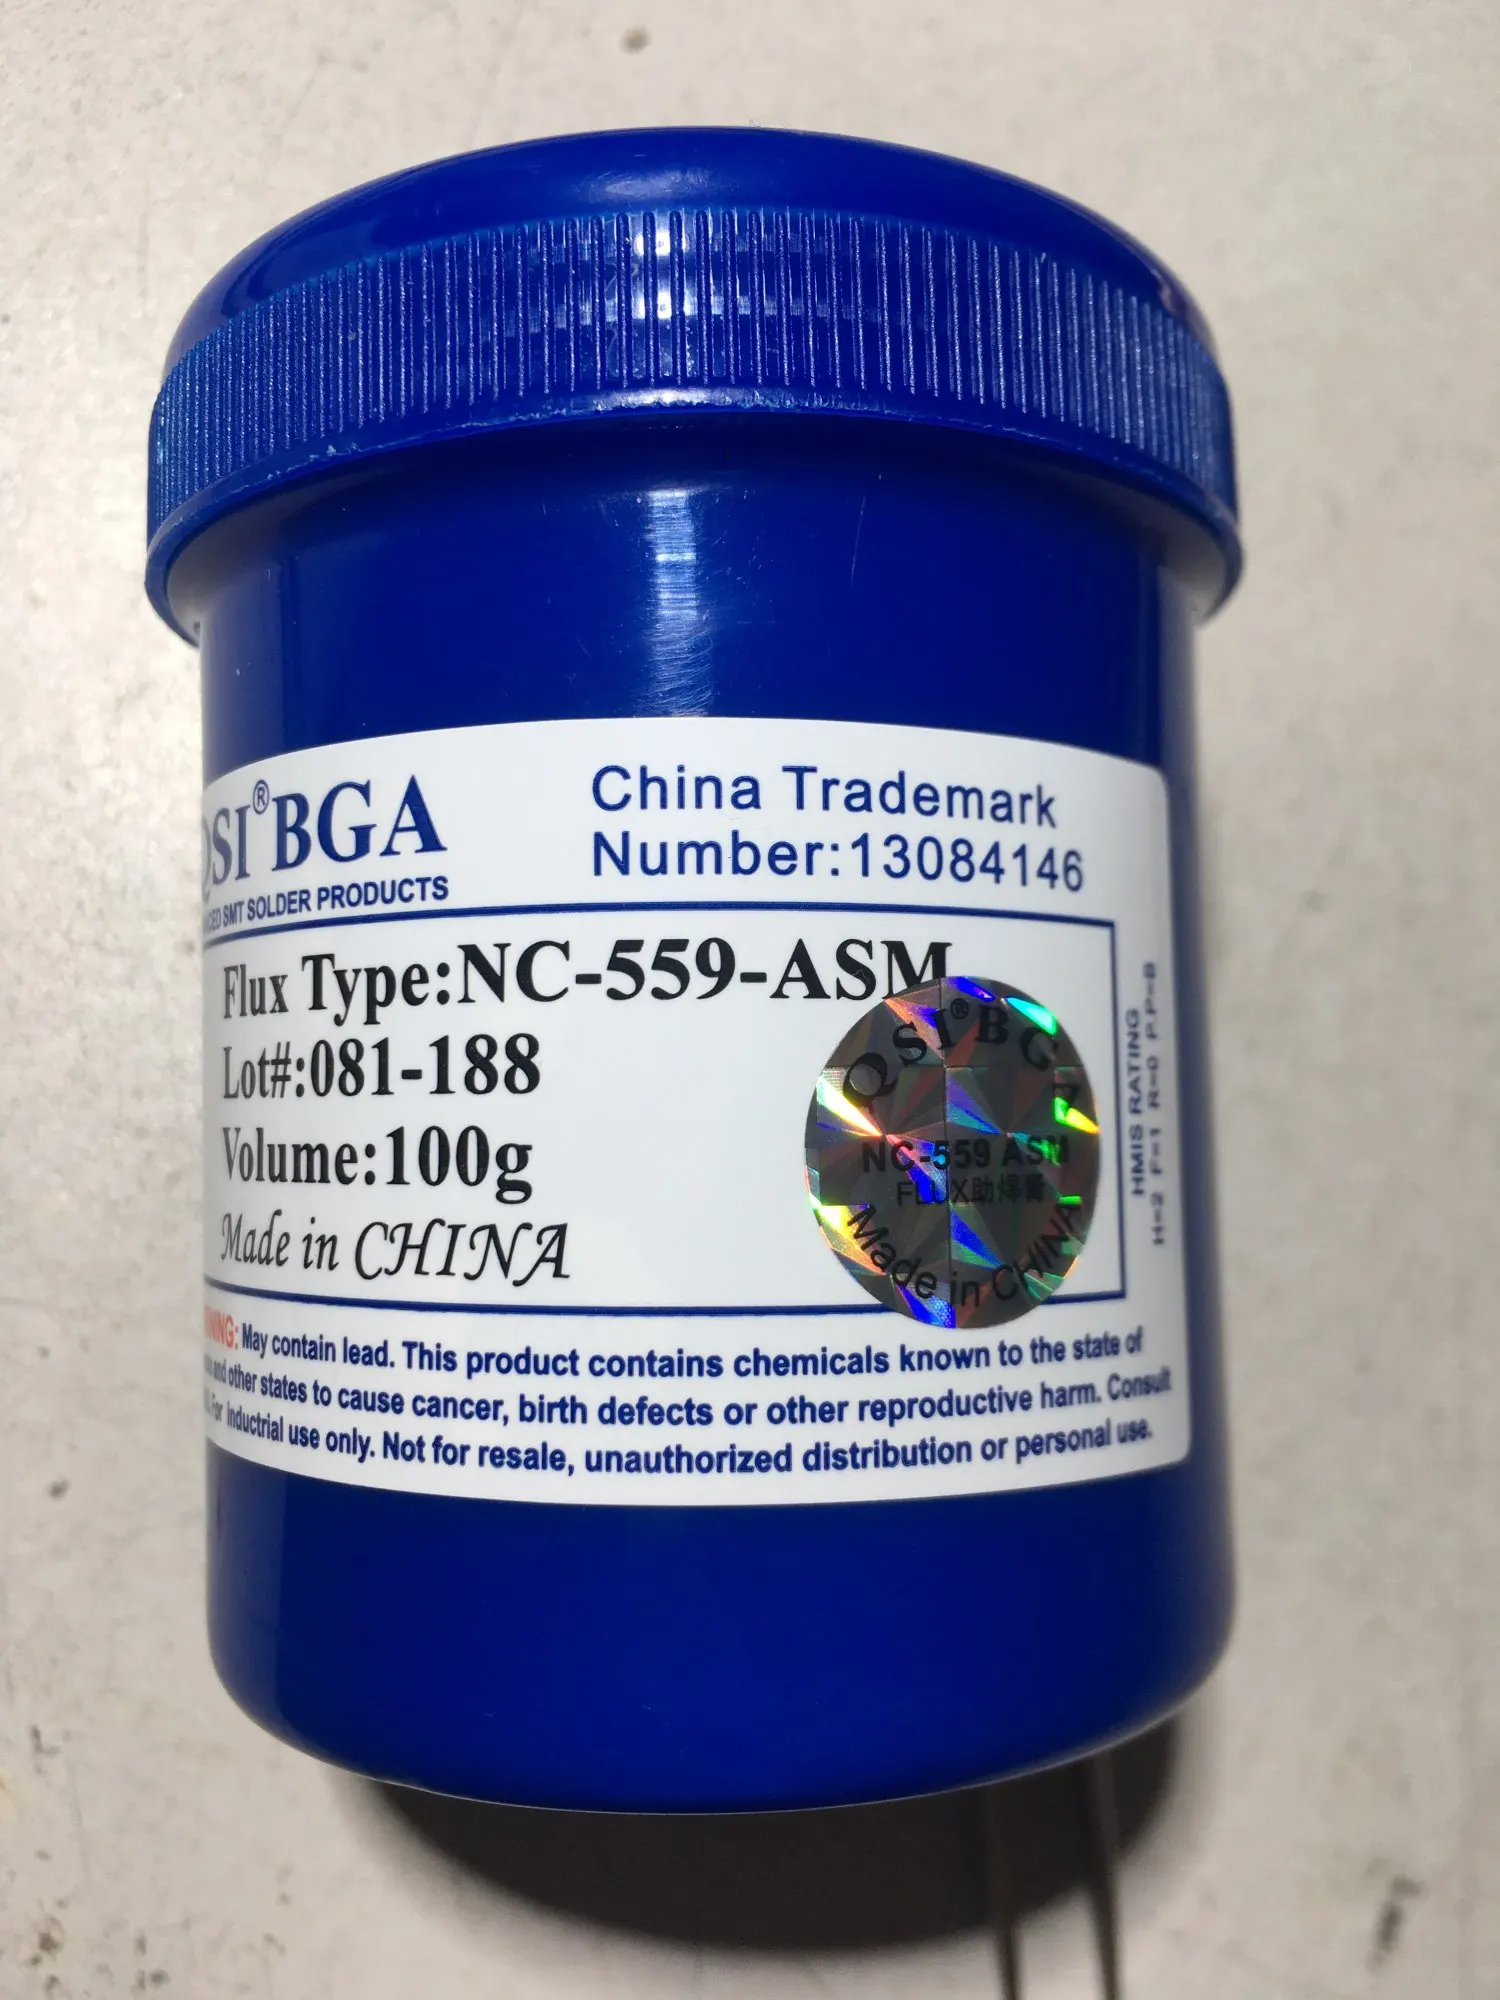 QSI®BGA
SMT SOLDER PRODUCTS
China Trademark
Number:13084146
Flux Type:NC-559-ASM
Lot#:081-188
Volume:100g
Made in CHINA
QSI®BGA
NC-559 ASM
FLUX助焊膏
Made in CHINA
HMIS RATING
H=2 F=1 R=0 P.P=B
May contain lead. This product contains chemicals known to the state of
and other states to cause cancer, birth defects or other reproductive harm. Consult
For industrial use only. Not for resale, unauthorized distribution or personal use.